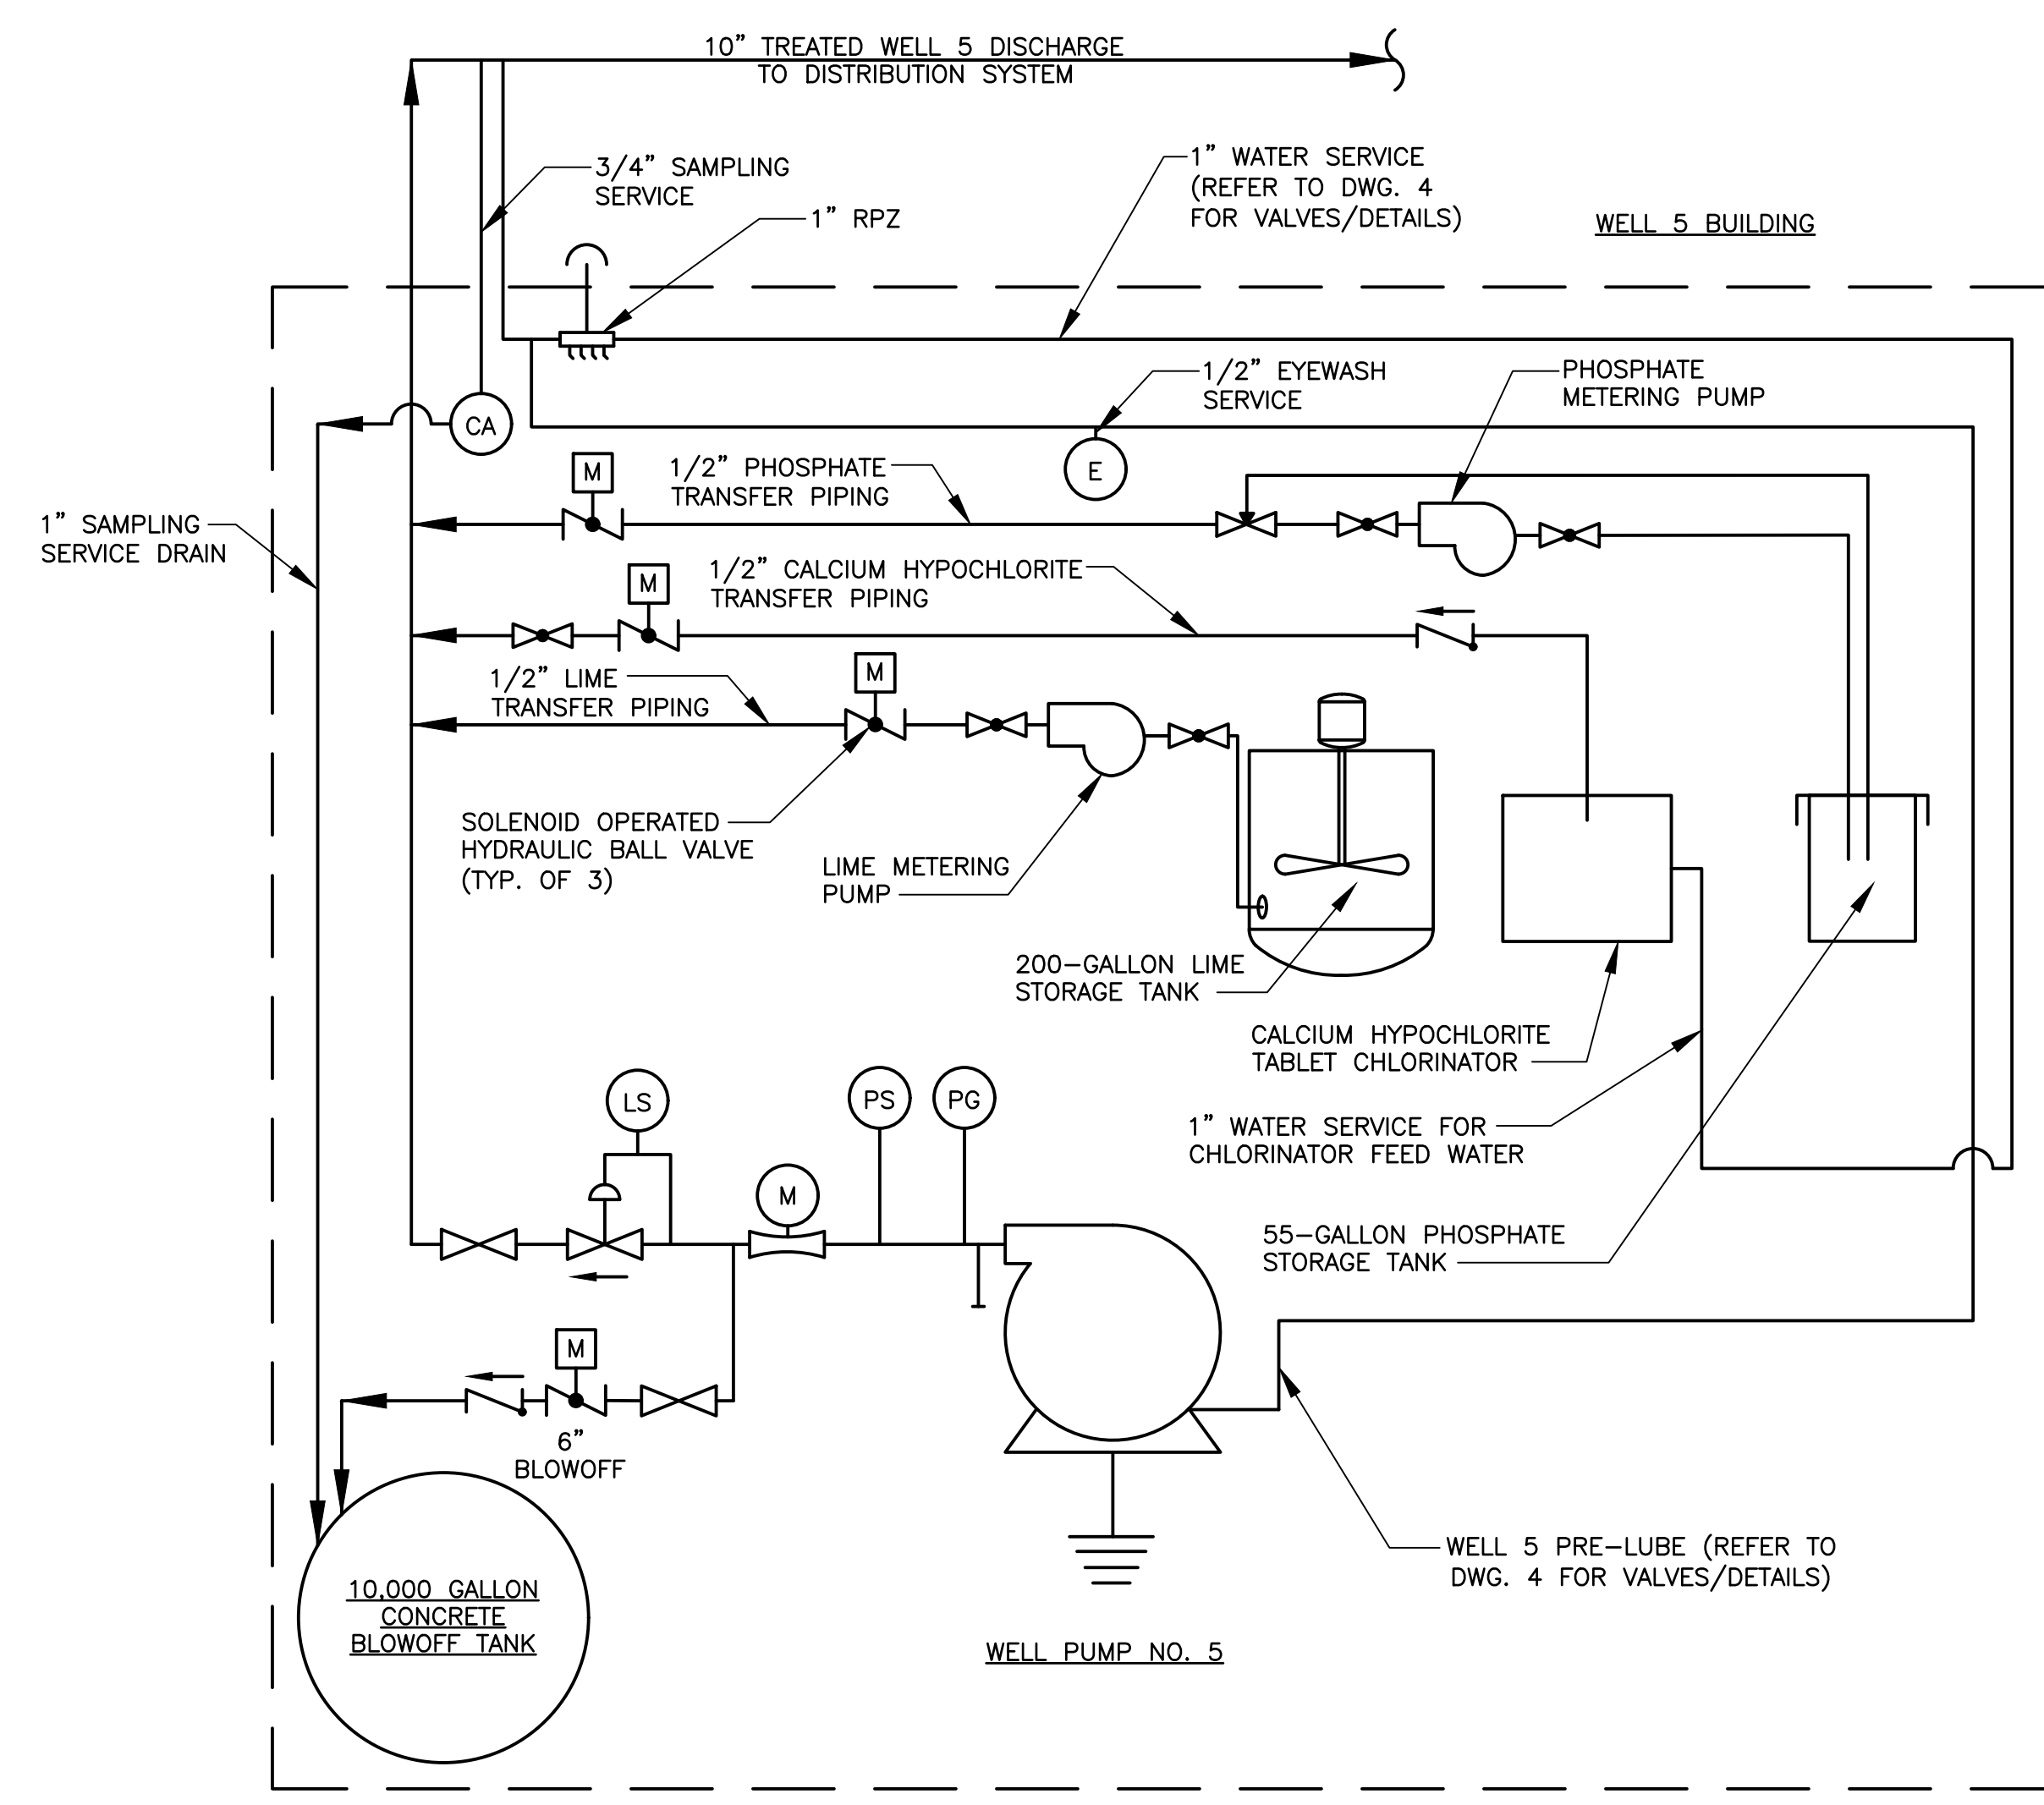 10” TREATED WELL 5 DISCHARGE
TO DISTRIBUTION SYSTEM
3/4” SAMPLING
SERVICE
1” RPZ
1” WATER SERVICE
(REFER TO DWG. 4
FOR VALVES/DETAILS)
WELL 5 BUILDING
1/2” EYEWASH
SERVICE
PHOSPHATE
METERING PUMP
CA
E
M
1/2” PHOSPHATE
TRANSFER PIPING
1” SAMPLING
SERVICE DRAIN
M
1/2” CALCIUM HYPOCHLORITE
TRANSFER PIPING
1/2” LIME
TRANSFER PIPING
M
SOLENOID OPERATED
HYDRAULIC BALL VALVE
(TYP. OF 3)
LIME METERING
PUMP
200-GALLON LIME
STORAGE TANK
CALCIUM HYPOCHLORITE
TABLET CHLORINATOR
1” WATER SERVICE FOR
CHLORINATOR FEED WATER
LS
PS
PG
M
55-GALLON PHOSPHATE
STORAGE TANK
M
6”
BLOWOFF
10,000 GALLON
CONCRETE
BLOWOFF TANK
WELL 5 PRE-LUBE (REFER TO
DWG. 4 FOR VALVES/DETAILS)
WELL PUMP NO. 5